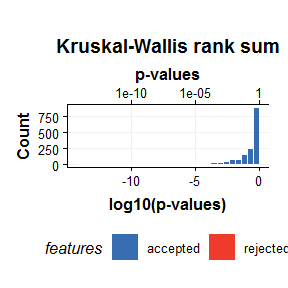 Kruskal-Wallis rank sum
p-values
1e-10 1e-05 1
Count
750
500
250
0
-10 -5 0
log10(p-values)
features accepted rejected